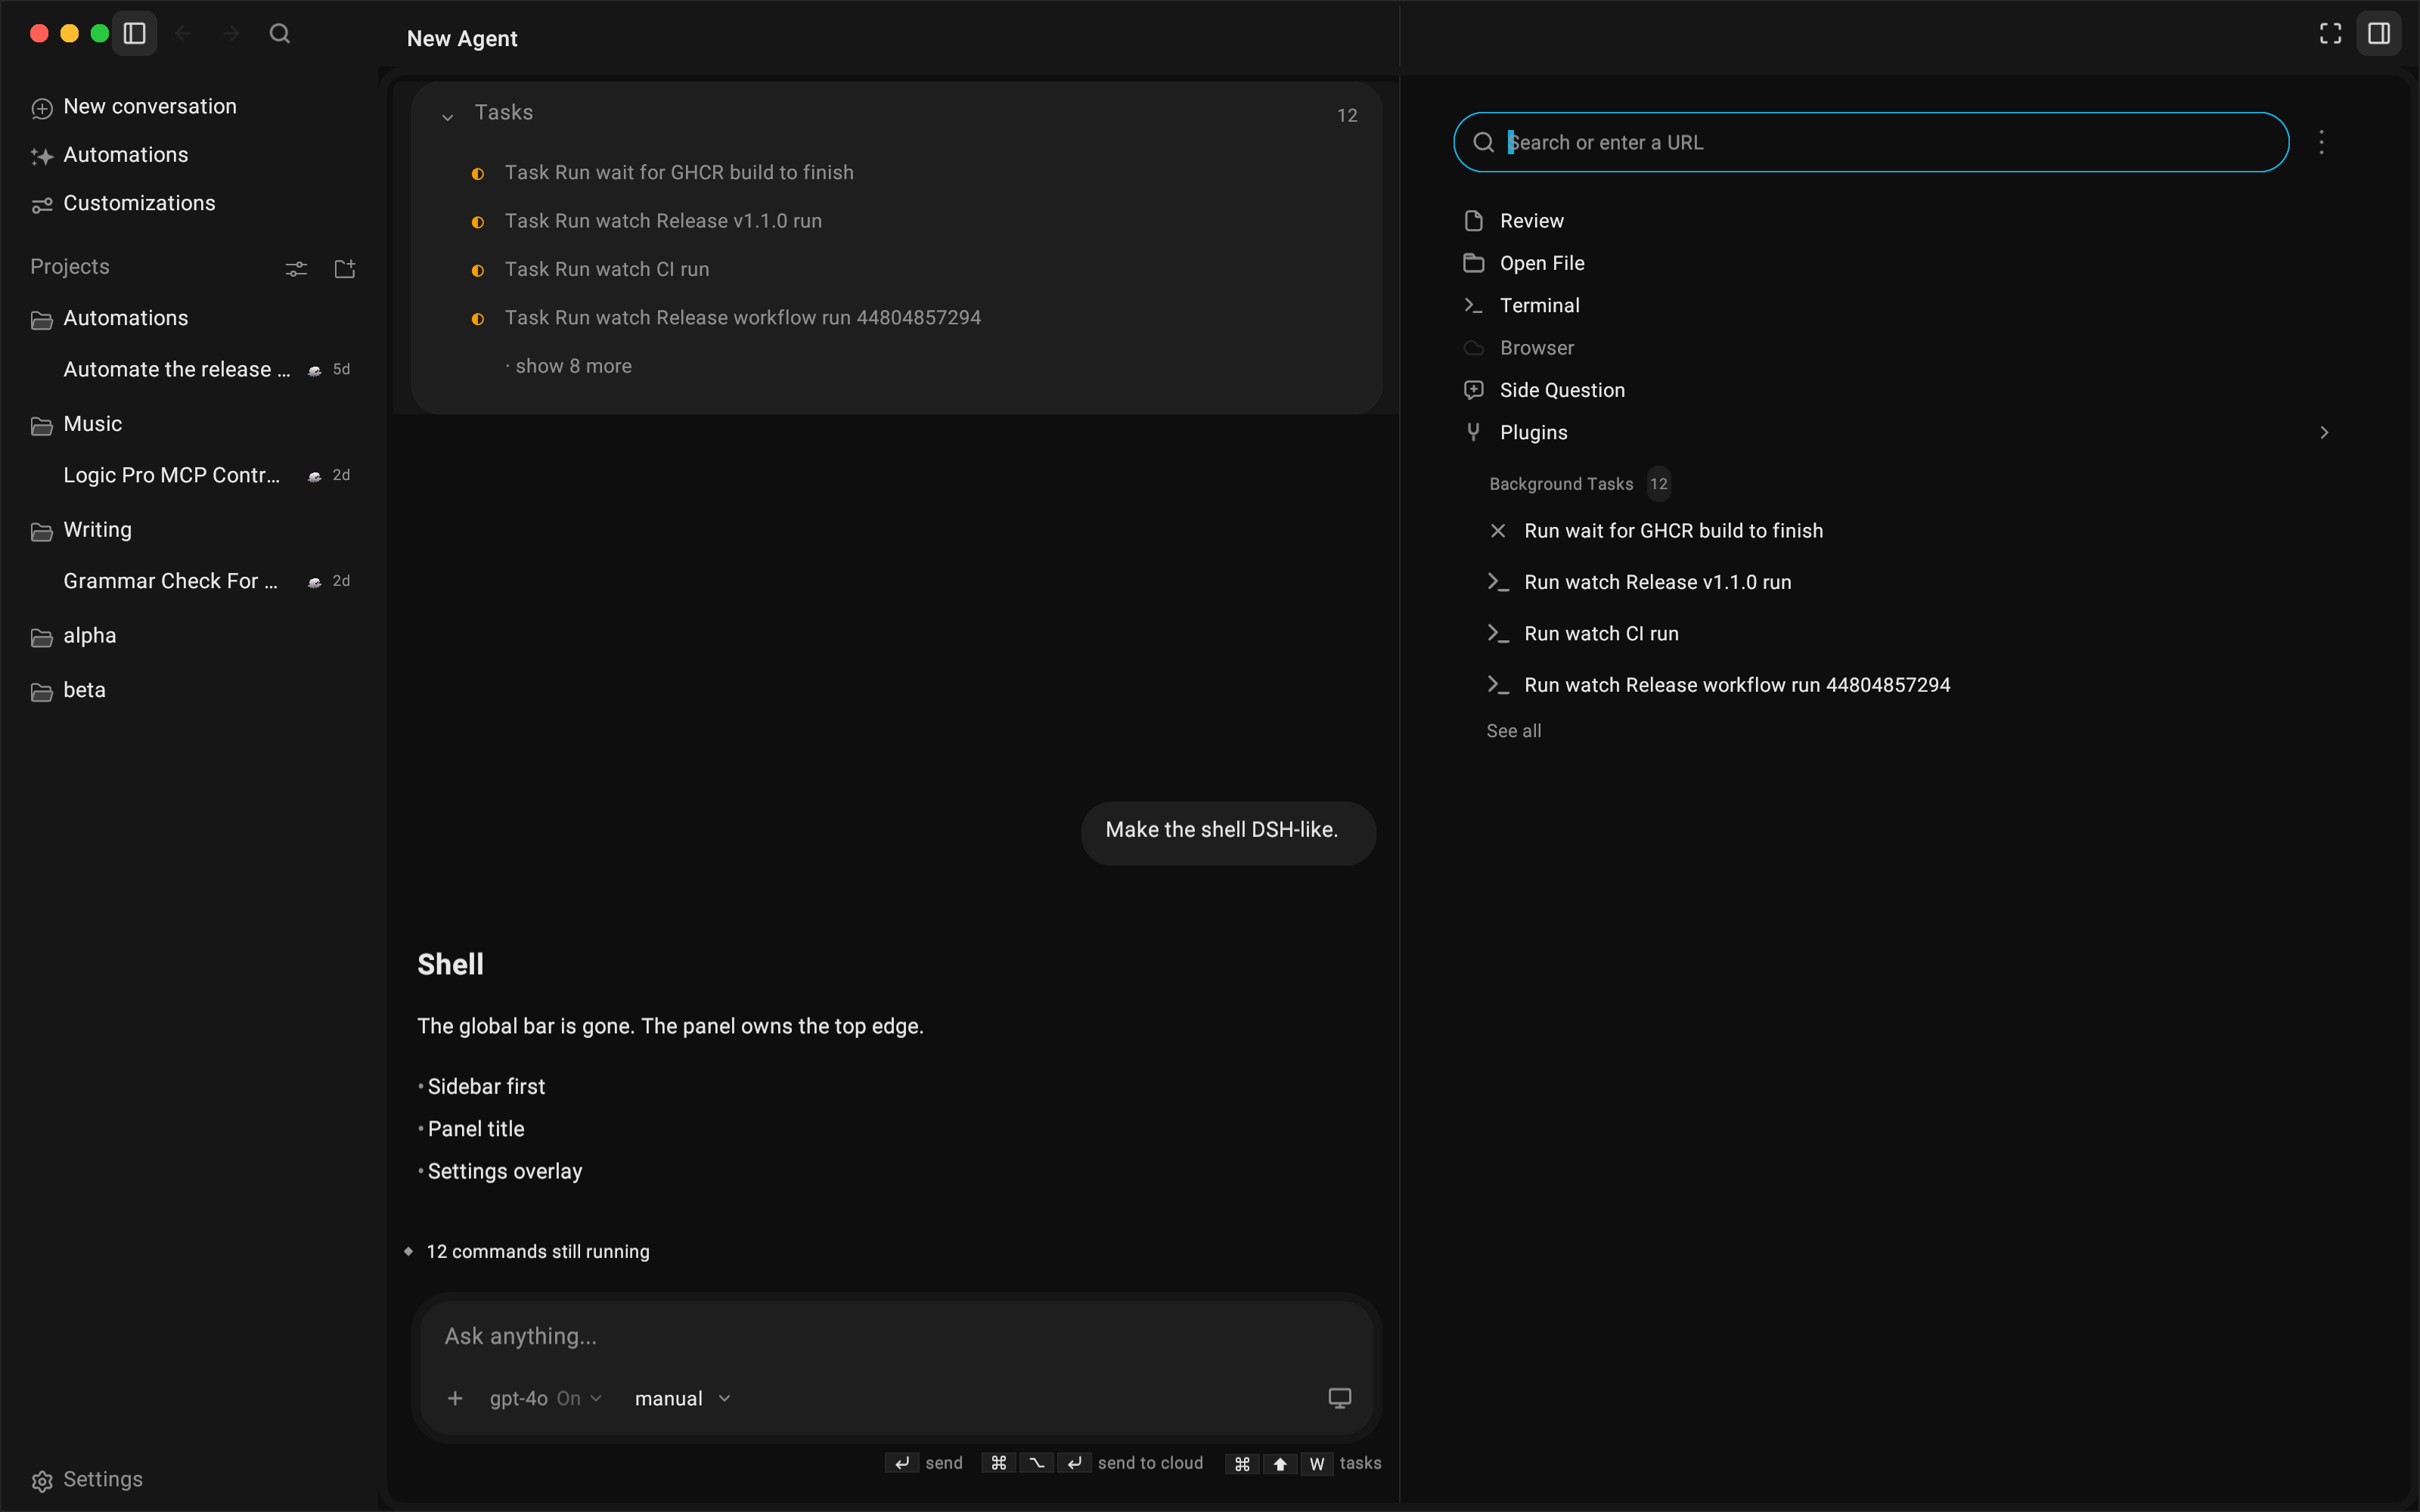 New Agent
New conversation
Automations
Customizations
Projects
Automations
Automate the release ... 5d
Music
Logic Pro MCP Contr... 2d
Writing
Grammar Check For ... 2d
alpha
beta
Settings
Tasks 12
Task Run wait for GHCR build to finish
Task Run watch Release v1.1.0 run
Task Run watch CI run
Task Run watch Release workflow run 44804857294
· show 8 more
Make the shell DSH-like.
Shell
The global bar is gone. The panel owns the top edge.
• Sidebar first
• Panel title
• Settings overlay
12 commands still running
Ask anything...
+ gpt-4o On manual
send ⌘ ⌥ send to cloud ⌘ W tasks
Search or enter a URL
Review
Open File
Terminal
Browser
Side Question
Plugins
Background Tasks 12
Run wait for GHCR build to finish
Run watch Release v1.1.0 run
Run watch CI run
Run watch Release workflow run 44804857294
See all